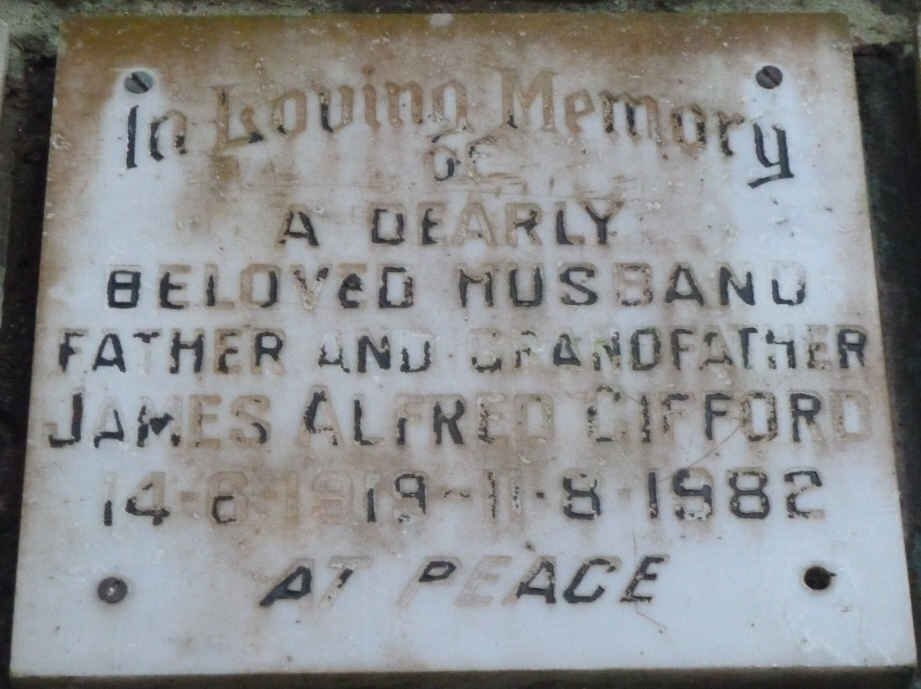 In Loving Memory
of
A DEARLY
BELOVED HUSBAND
FATHER AND GRANDFATHER
JAMES ALFRED GIFFORD
14-6-1919-11-8-1982
AT PEACE